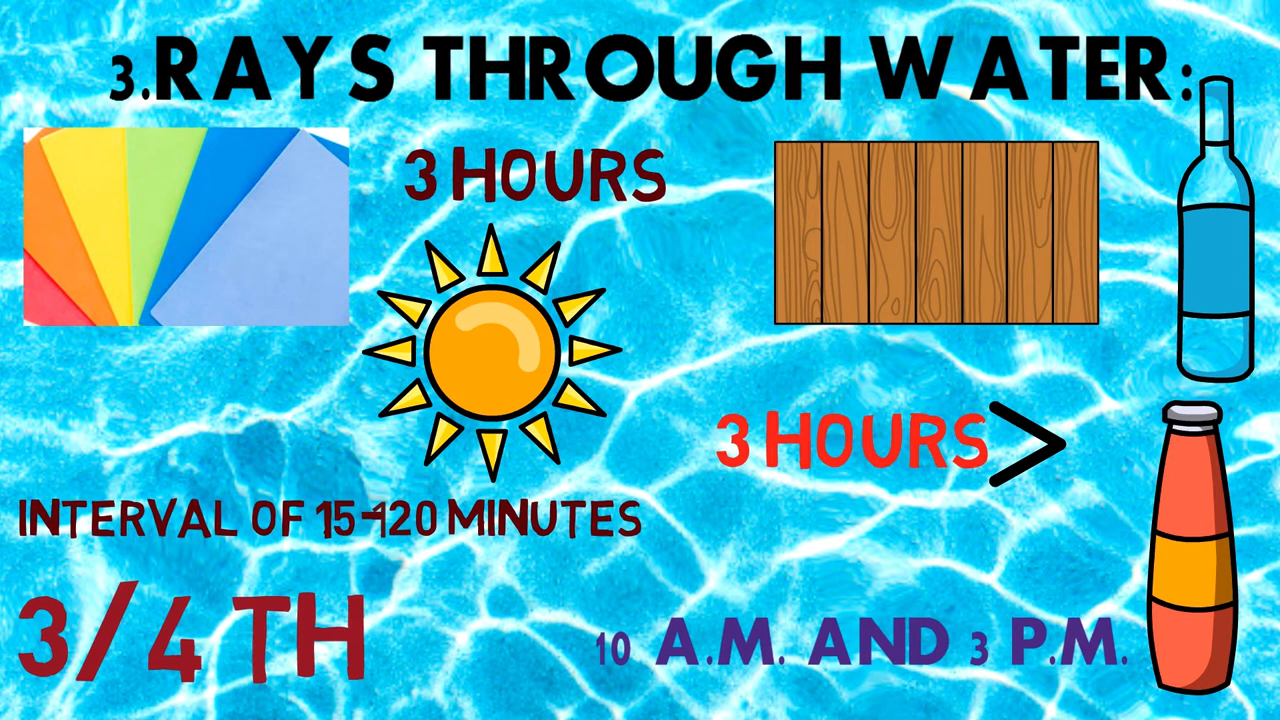 3.RAYS THROUGH WATER:
3 HOURS
3 HOURS>
INTERVAL OF 15-120 MINUTES
3/4 TH
10 A.M. AND 3 P.M.